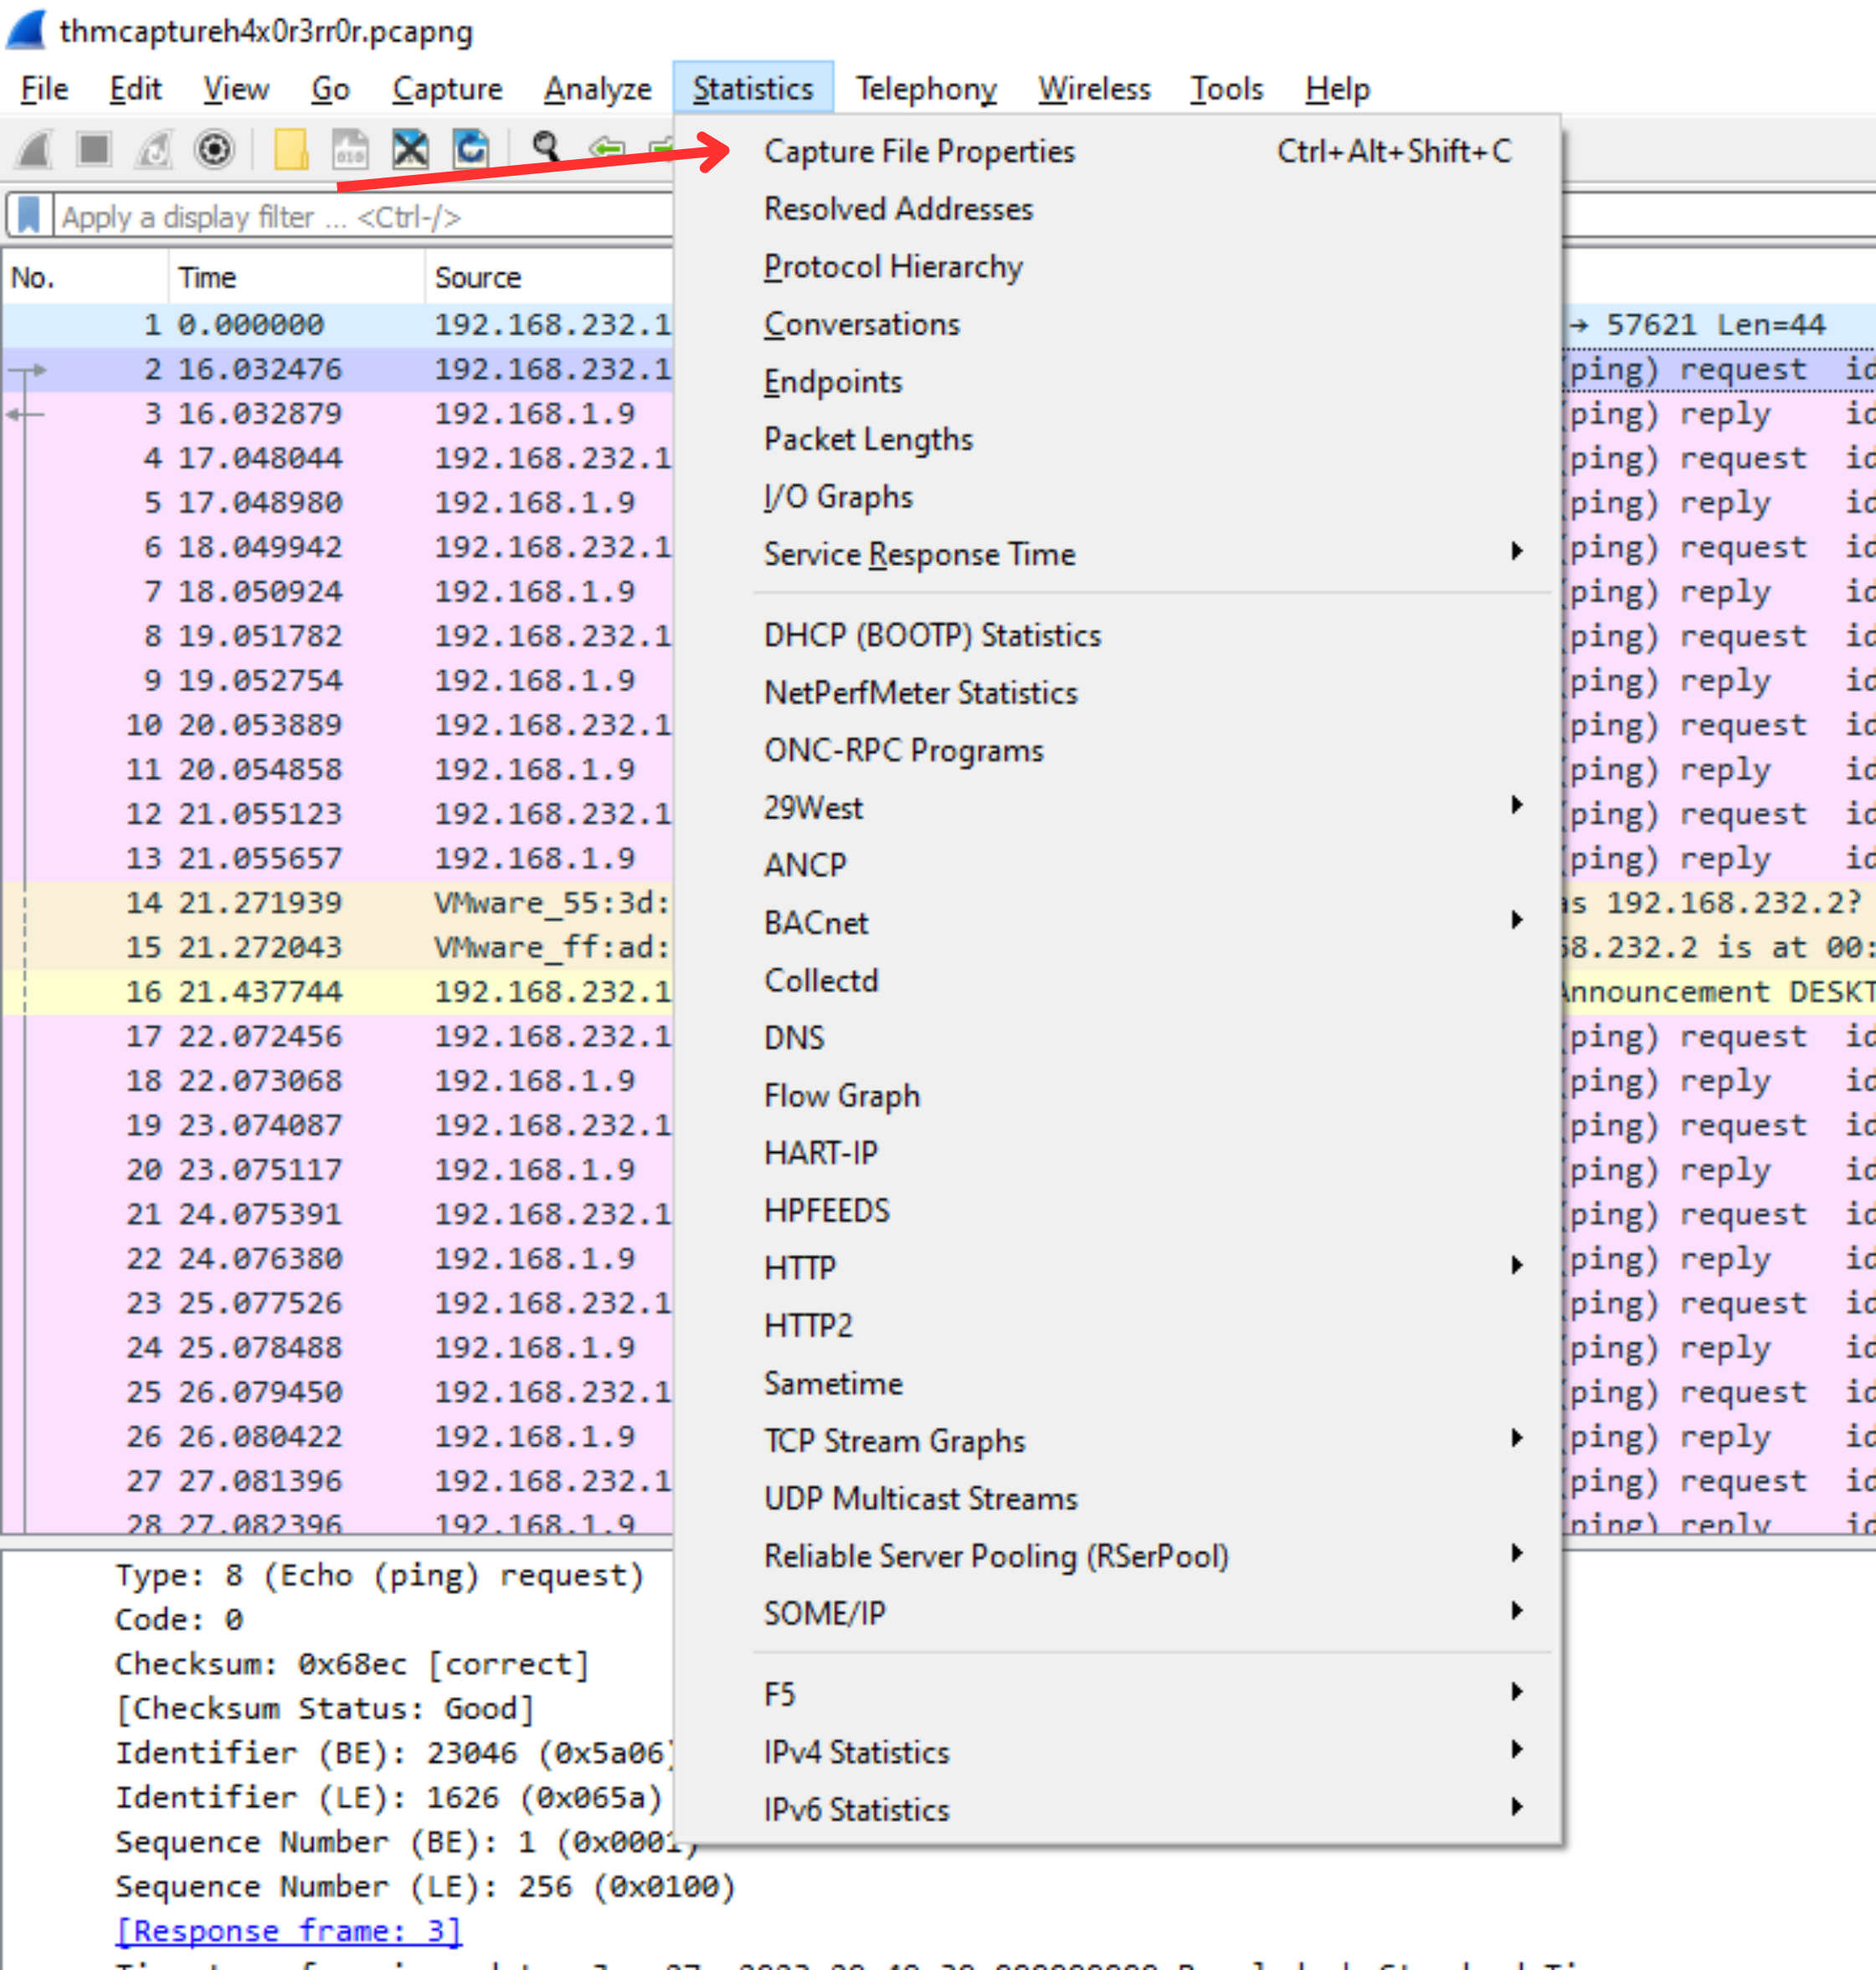 thmcaptureh4x0r3rr0r.pcapng
File Edit View Go Capture Analyze Statistics Telephony Wireless Tools Help
Capture File Properties Ctrl+Alt+Shift+C
Resolved Addresses
Protocol Hierarchy
Conversations
Endpoints
Packet Lengths
I/O Graphs
Service Response Time
DHCP (BOOTP) Statistics
NetPerfMeter Statistics
ONC-RPC Programs
29West
ANCP
BACnet
Collectd
DNS
Flow Graph
HART-IP
HPFEEDS
HTTP
HTTP2
Sametime
TCP Stream Graphs
UDP Multicast Streams
Reliable Server Pooling (RSerPool)
SOME/IP
F5
IPv4 Statistics
IPv6 Statistics
Apply a display filter ... <Ctrl-/>
No. Time Source
1 0.000000 192.168.232.1 → 57621 Len=44
2 16.032476 192.168.232.1 (ping) request id
3 16.032879 192.168.1.9 (ping) reply id
4 17.048044 192.168.232.1 (ping) request id
5 17.048980 192.168.1.9 (ping) reply id
6 18.049942 192.168.232.1 (ping) request id
7 18.050924 192.168.1.9 (ping) reply id
8 19.051782 192.168.232.1 (ping) request id
9 19.052754 192.168.1.9 (ping) reply id
10 20.053889 192.168.232.1 (ping) request id
11 20.054858 192.168.1.9 (ping) reply id
12 21.055123 192.168.232.1 (ping) request id
13 21.055657 192.168.1.9 (ping) reply id
14 21.271939 VMware_55:3d: as 192.168.232.2?
15 21.272043 VMware_ff:ad: 58.232.2 is at 00:
16 21.437744 192.168.232.1 Announcement DESKT
17 22.072456 192.168.232.1 (ping) request id
18 22.073068 192.168.1.9 (ping) reply id
19 23.074087 192.168.232.1 (ping) request id
20 23.075117 192.168.1.9 (ping) reply id
21 24.075391 192.168.232.1 (ping) request id
22 24.076380 192.168.1.9 (ping) reply id
23 25.077526 192.168.232.1 (ping) request id
24 25.078488 192.168.1.9 (ping) reply id
25 26.079450 192.168.232.1 (ping) request id
26 26.080422 192.168.1.9 (ping) reply id
27 27.081396 192.168.232.1 (ping) request id
28 27.082396 192.168.1.9 (ping) reply id
Type: 8 (Echo (ping) request)
Code: 0
Checksum: 0x68ec [correct]
[Checksum Status: Good]
Identifier (BE): 23046 (0x5a06)
Identifier (LE): 1626 (0x065a)
Sequence Number (BE): 1 (0x0001)
Sequence Number (LE): 256 (0x0100)
[Response frame: 3]